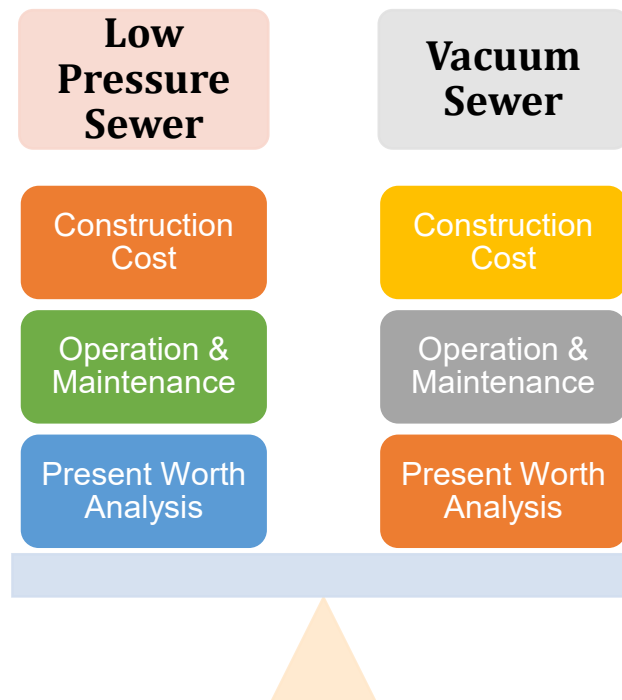 Low
Pressure
Sewer
Vacuum
Sewer
Construction
Cost
Construction
Cost
Operation &
Maintenance
Operation &
Maintenance
Present Worth
Analysis
Present Worth
Analysis